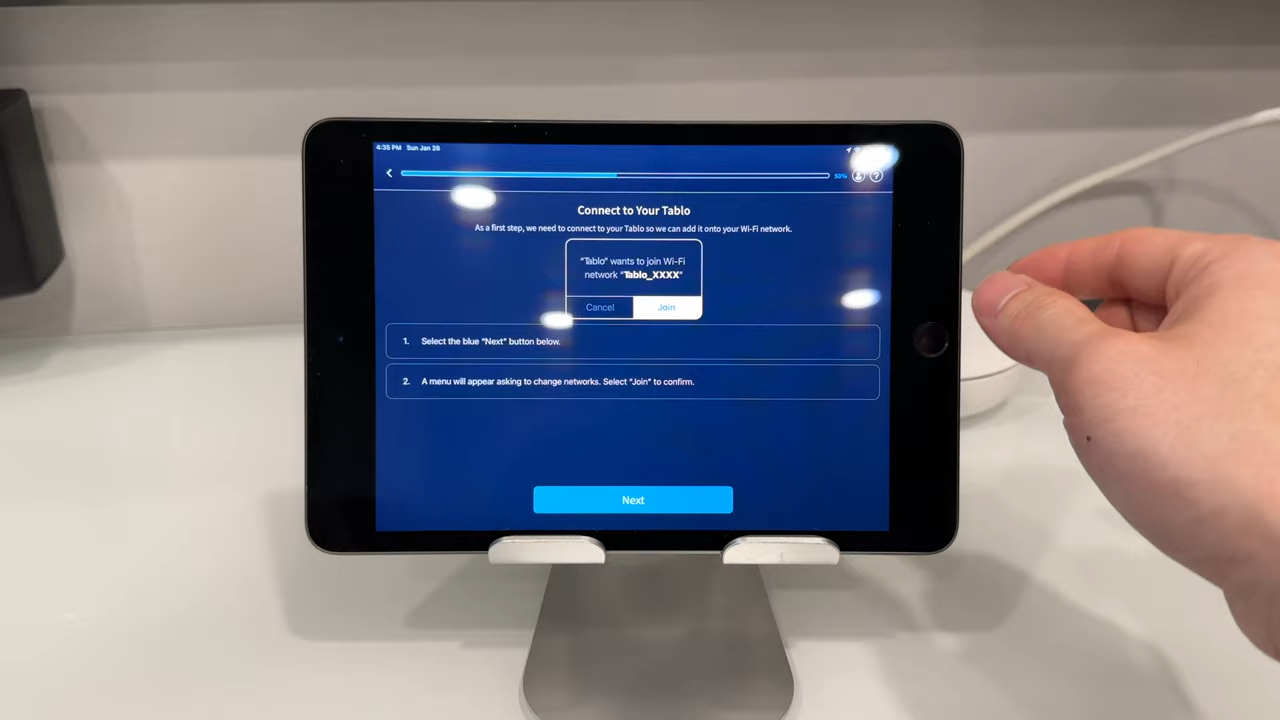 4:35 PM Sun Jan 28
50%
?
Connect to Your Tablo
As a first step, we need to connect to your Tablo so we can add it onto your Wi-Fi network.
“Tablo” wants to join Wi-Fi
network “Tablo_XXXX”
Cancel Join
1. Select the blue “Next” button below.
2. A menu will appear asking to change networks. Select “Join” to confirm.
Next